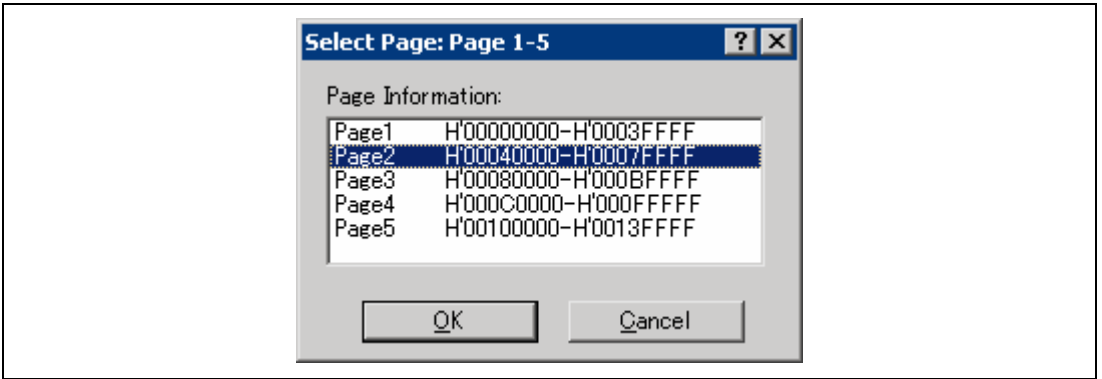 Select Page: Page 1-5
Page Information:
Page1 H'00000000-H'0003FFFF
Page2 H'00040000-H'0007FFFF
Page3 H'00080000-H'000BFFFF
Page4 H'000C0000-H'000FFFFF
Page5 H'00100000-H'0013FFFF
OK Cancel